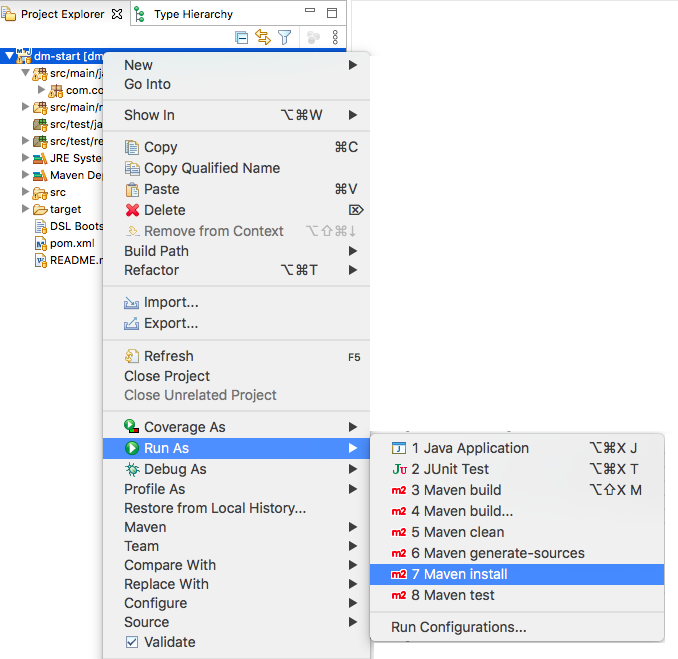 Project Explorer Type Hierarchy
dm-start [dm
src/main/ja
com.co
src/main/r
src/test/ja
src/test/re
JRE System
Maven Dep
src
target
DSL Boots
pom.xml
README.m
New
Go Into
Show In ⌥⌘W
Copy ⌘C
Copy Qualified Name
Paste ⌘V
Delete ⌦
Remove from Context ⌥⇧⌘↓
Build Path
Refactor ⌥⌘T
Import...
Export...
Refresh F5
Close Project
Close Unrelated Project
Coverage As
Run As
Debug As
Profile As
Restore from Local History...
Maven
Team
Compare With
Replace With
Configure
Source
Validate
1 Java Application ⌥⌘X J
Ju 2 JUnit Test ⌥⌘X T
m2 3 Maven build ⌥⇧X M
m2 4 Maven build...
m2 5 Maven clean
m2 6 Maven generate-sources
m2 7 Maven install
m2 8 Maven test
Run Configurations...